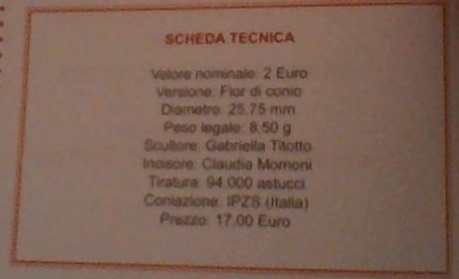 SCHEDA TECNICA
Valore nominale: 2 Euro
Versione: Fior di conio
Diametro: 25,75 mm
Peso legale: 8,50 g
Scultore: Gabriella Titotto
Incisore: Claudia Momoni
Tiratura: 94.000 astucci
Coniazione: IPZS (Italia)
Prezzo: 17,00 Euro